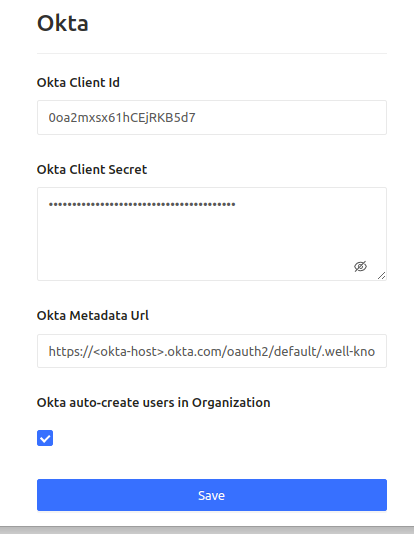 Okta
Okta Client Id
0oa2mxsx61hCEjRKB5d7
Okta Client Secret
••••••••••••••••••••••••••••••••••••••••
Okta Metadata Url
https://<okta-host>.okta.com/oauth2/default/.well-kno
Okta auto-create users in Organization
Save